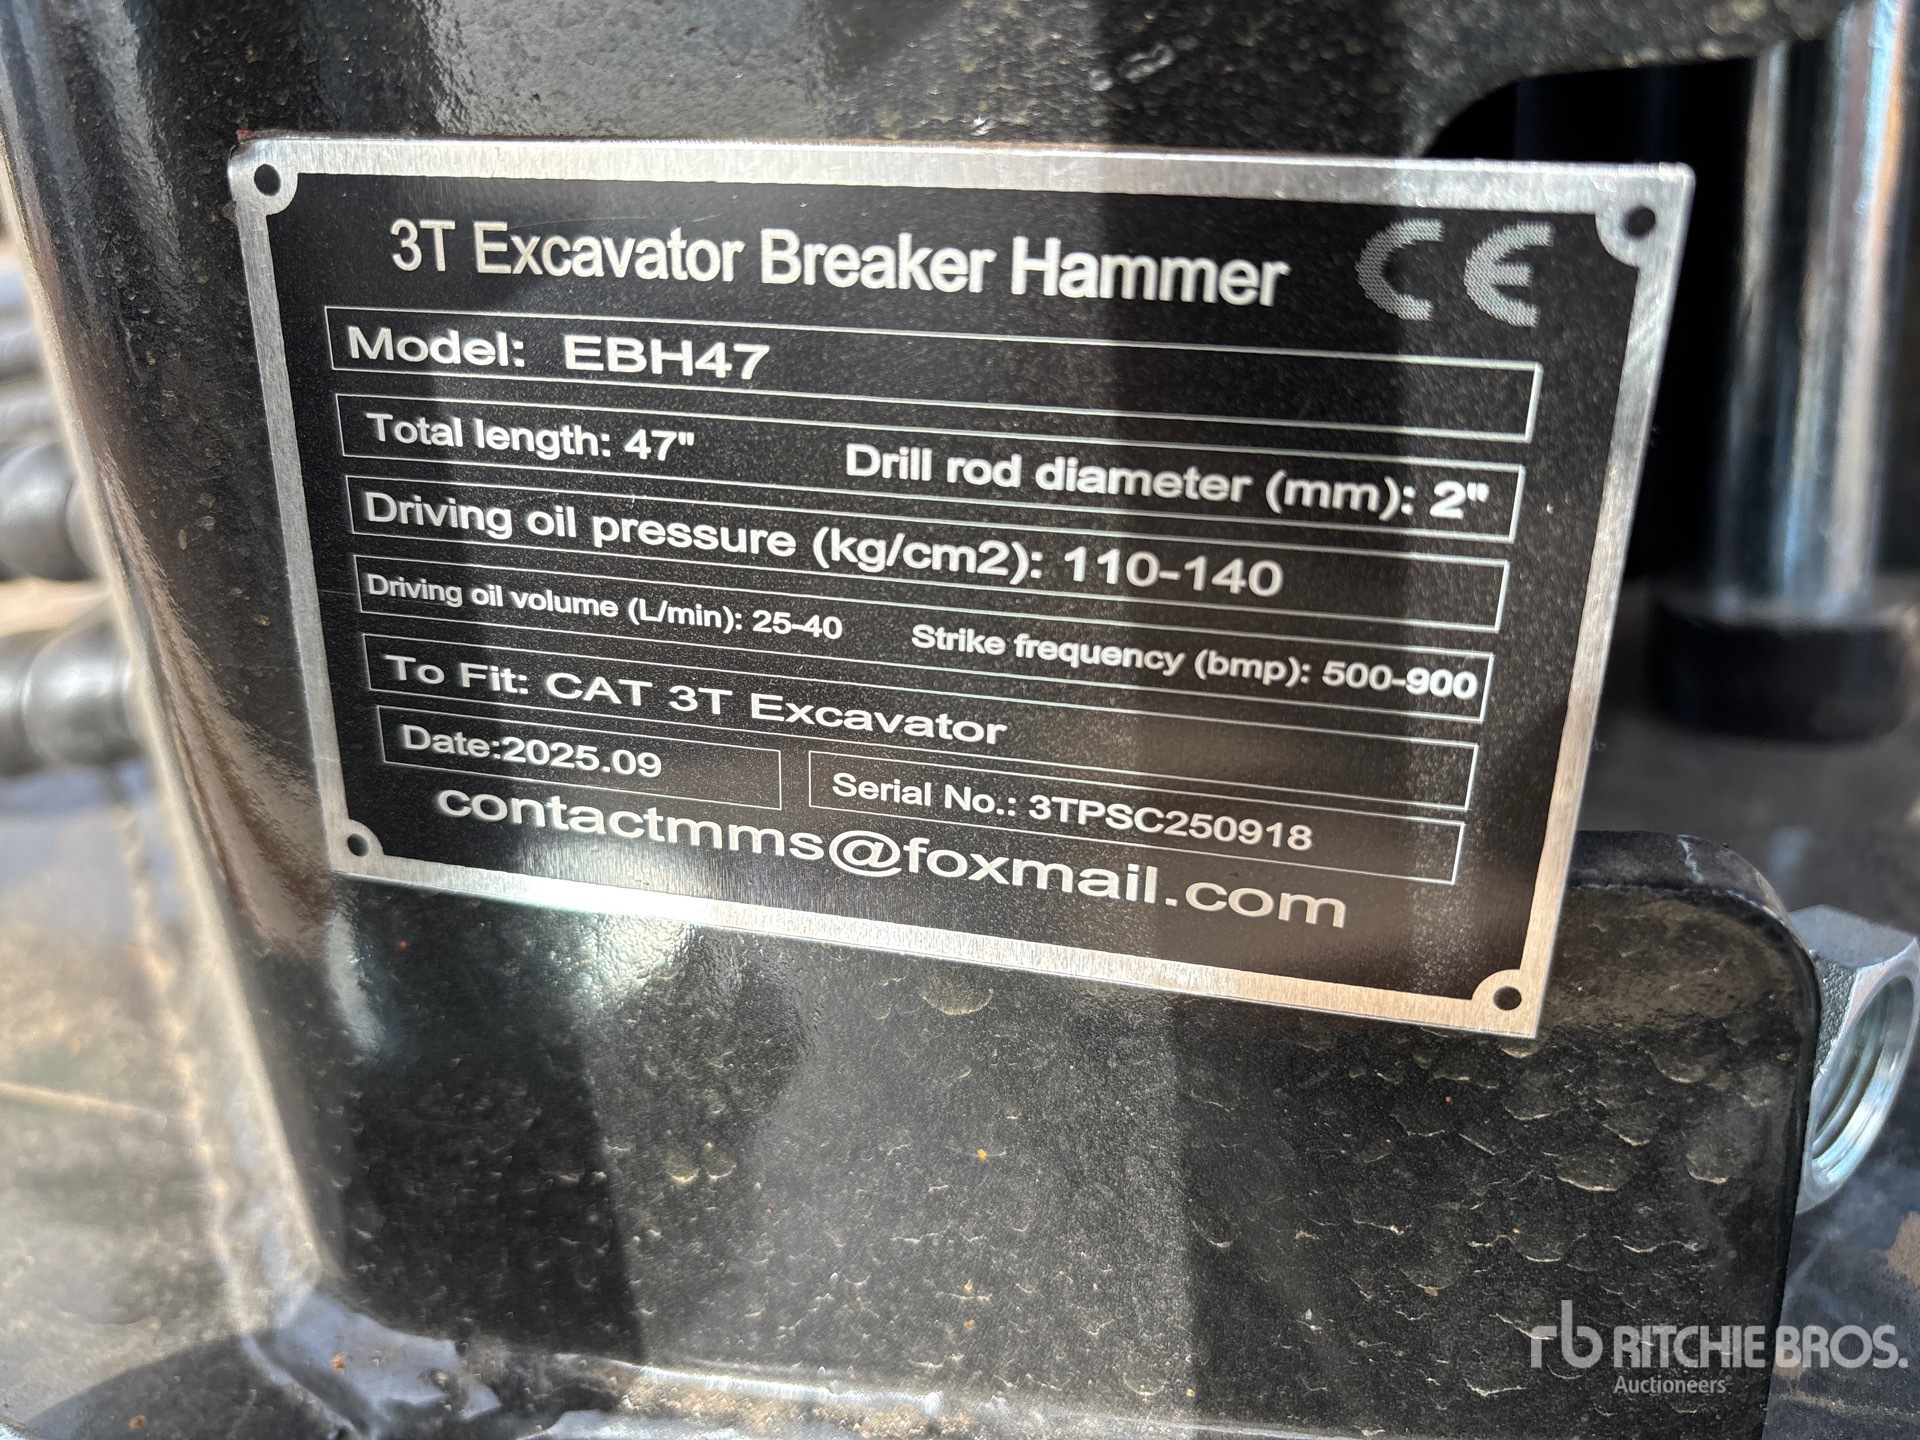 3T Excavator Breaker Hammer CE
Model: EBH47
Total length: 47" Drill rod diameter (mm): 2"
Driving oil pressure (kg/cm2): 110-140
Driving oil volume (L/min): 25-40 Strike frequency (bmp): 500-900
To Fit: CAT 3T Excavator
Date:2025.09 Serial No.: 3TPSC250918
contactmms@foxmail.com
rb RITCHIE BROS.
Auctioneers